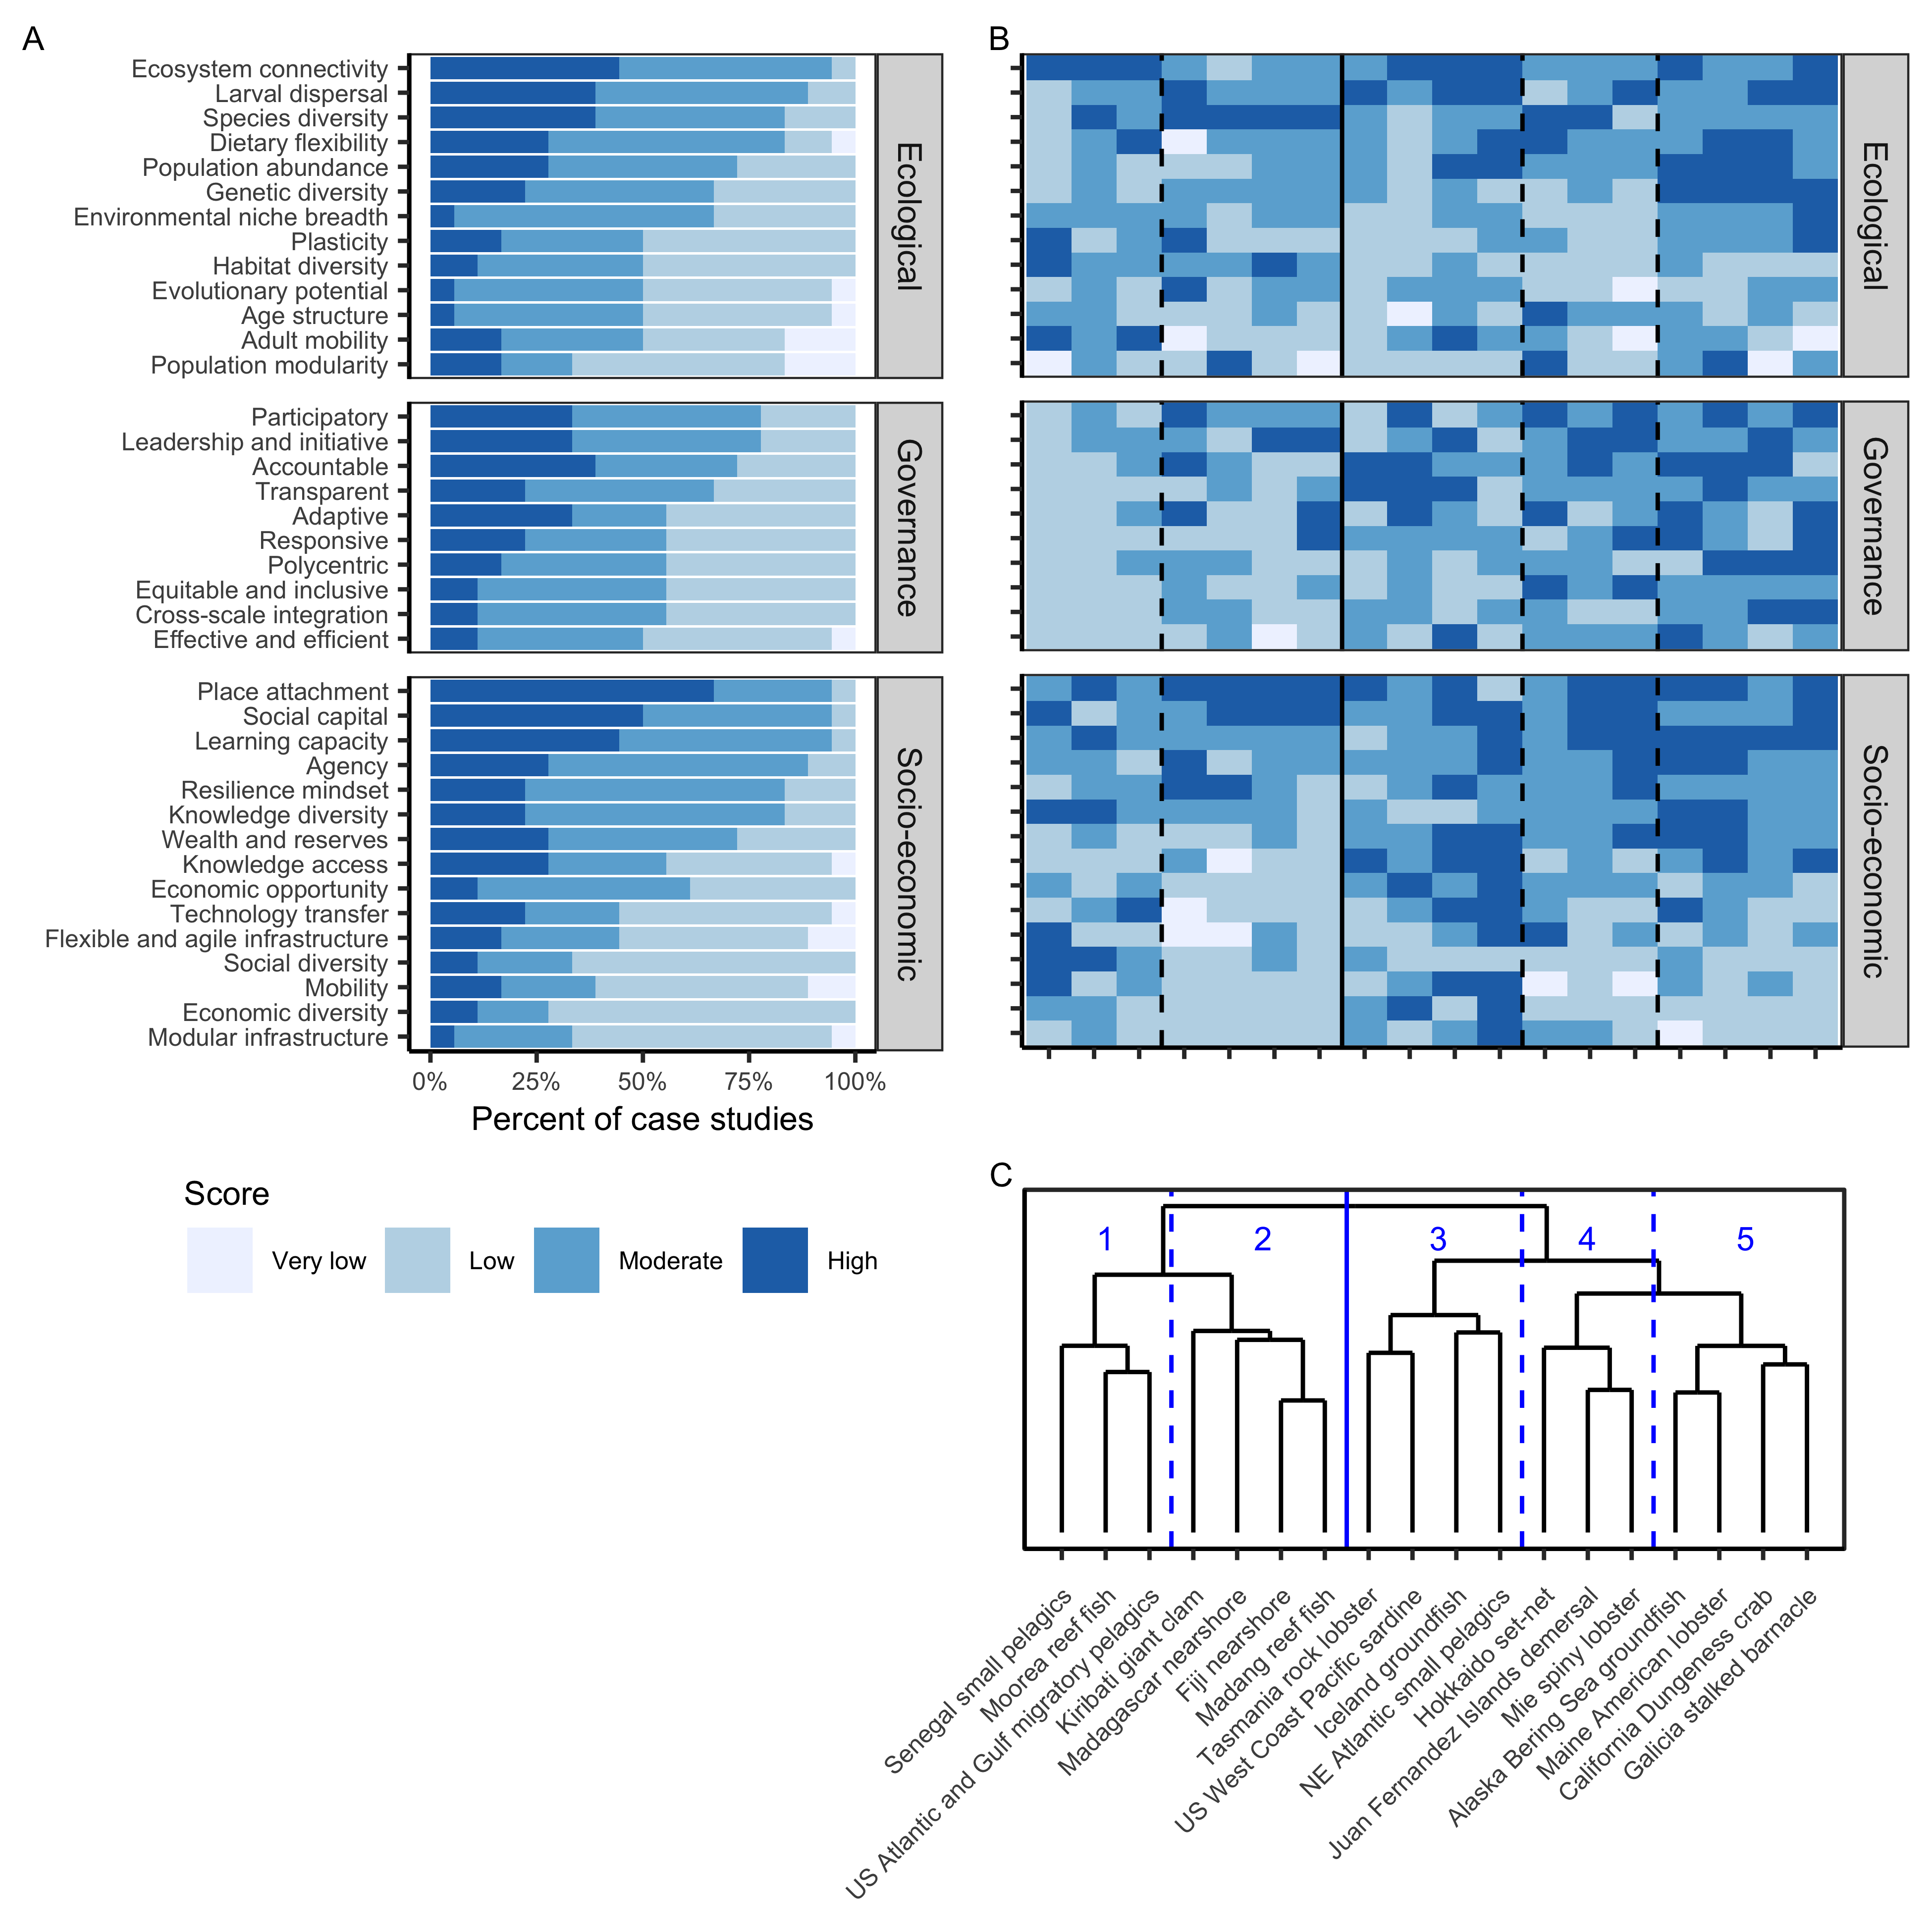 A
Ecosystem connectivity
Larval dispersal
Species diversity
Dietary flexibility
Population abundance
Genetic diversity
Environmental niche breadth
Plasticity
Habitat diversity
Evolutionary potential
Age structure
Adult mobility
Population modularity
Ecological
Participatory
Leadership and initiative
Accountable
Transparent
Adaptive
Responsive
Polycentric
Equitable and inclusive
Cross-scale integration
Effective and efficient
Governance
Place attachment
Social capital
Learning capacity
Agency
Resilience mindset
Knowledge diversity
Wealth and reserves
Knowledge access
Economic opportunity
Technology transfer
Flexible and agile infrastructure
Social diversity
Mobility
Economic diversity
Modular infrastructure
Socio-economic
0% 25% 50% 75% 100%
Percent of case studies
Score
Very low Low Moderate High
B
Ecological
Governance
Socio-economic
C
1 2 3 4 5
Senegal small pelagics
Moorea reef fish
US Atlantic and Gulf migratory pelagics
Kiribati giant clam
Madagascar nearshore
Fiji nearshore
Madang reef fish
Tasmania rock lobster
US West Coast Pacific sardine
Iceland groundfish
NE Atlantic small pelagics
Hokkaido set-net
Juan Fernandez Islands demersal
Mie spiny lobster
Alaska Bering Sea groundfish
Maine American lobster
California Dungeness crab
Galicia stalked barnacle